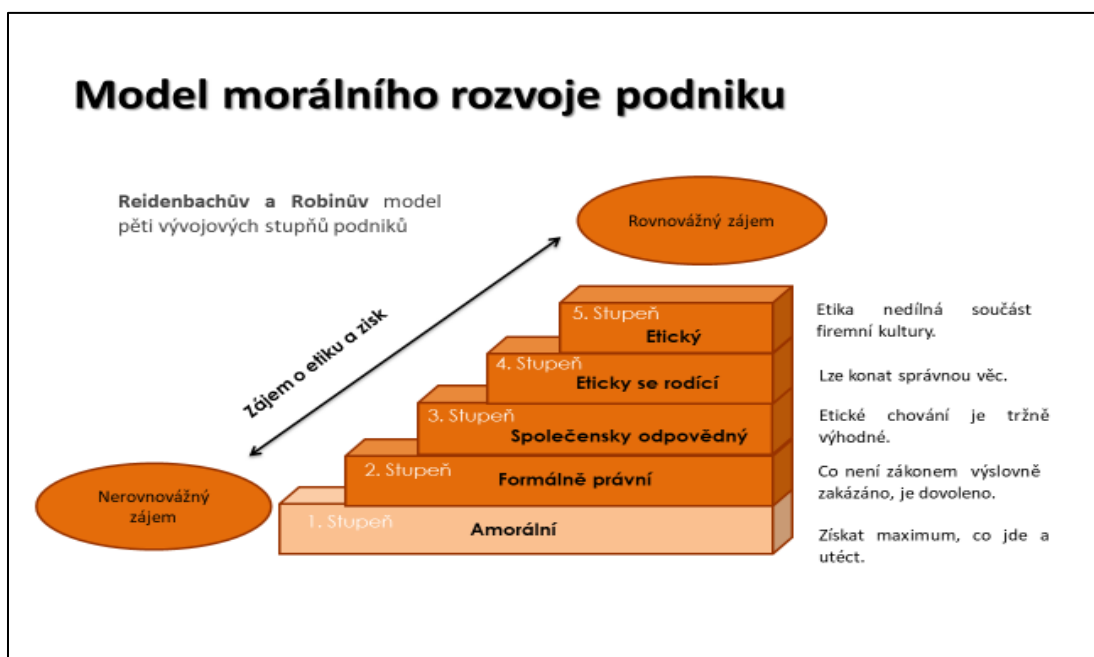 Model morálního rozvoje podniku
Reidenbachův a Robinův model
pěti vývojových stupňů podniků
Rovnovážný zájem
Zájem o etiku a zisk
Nerovnovážný
zájem
5. Stupeň
Etický
Etika nedílná součást
firemní kultury.
4. Stupeň
Eticky se rodící
Lze konat správnou věc.
3. Stupeň
Společensky odpovědný
Etické chování je tržně
výhodné.
2. Stupeň
Formálně právní
Co není zákonem výslovně
zakázáno, je dovoleno.
1. Stupeň
Amorální
Získat maximum, co jde a
utéct.